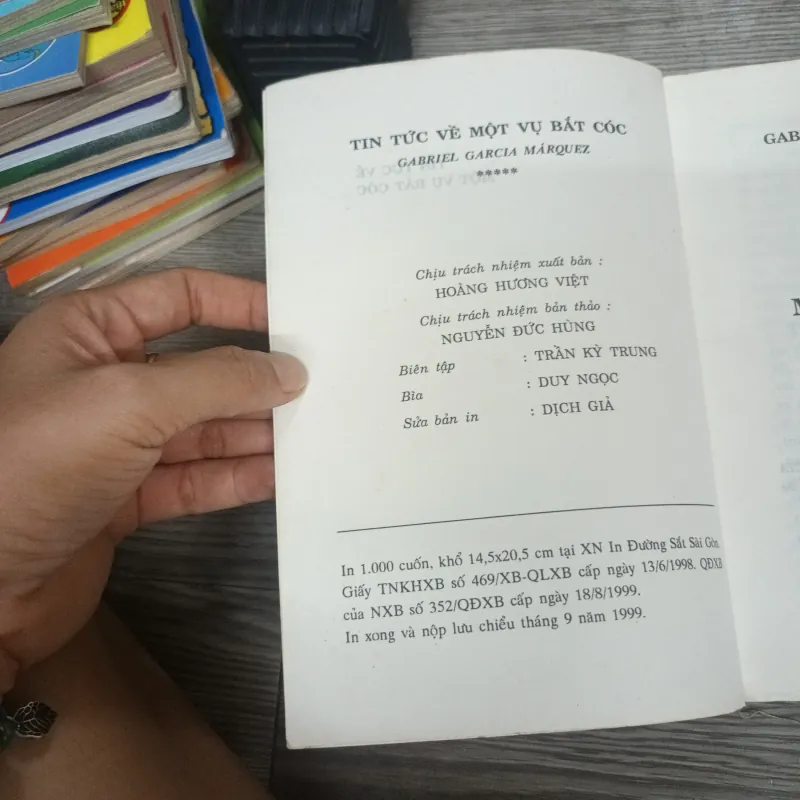 TIN TỨC VỀ MỘT VỤ BẮT CÓC
GABRIEL GARCIA MÁRQUEZ
*****
Chịu trách nhiệm xuất bản :
HOÀNG HƯƠNG VIỆT
Chịu trách nhiệm bản thảo :
NGUYỄN ĐỨC HÙNG
Biên tập : TRẦN KỲ TRUNG
Bìa : DUY NGỌC
Sửa bản in : DỊCH GIẢ
In 1.000 cuốn, khổ 14,5x20,5 cm tại XN In Đường Sắt Sài Gòn.
Giấy TNKHXB số 469/XB-QLXB cấp ngày 13/6/1998. QĐXB
của NXB số 352/QĐXB cấp ngày 18/8/1999.
In xong và nộp lưu chiểu tháng 9 năm 1999.
GAB